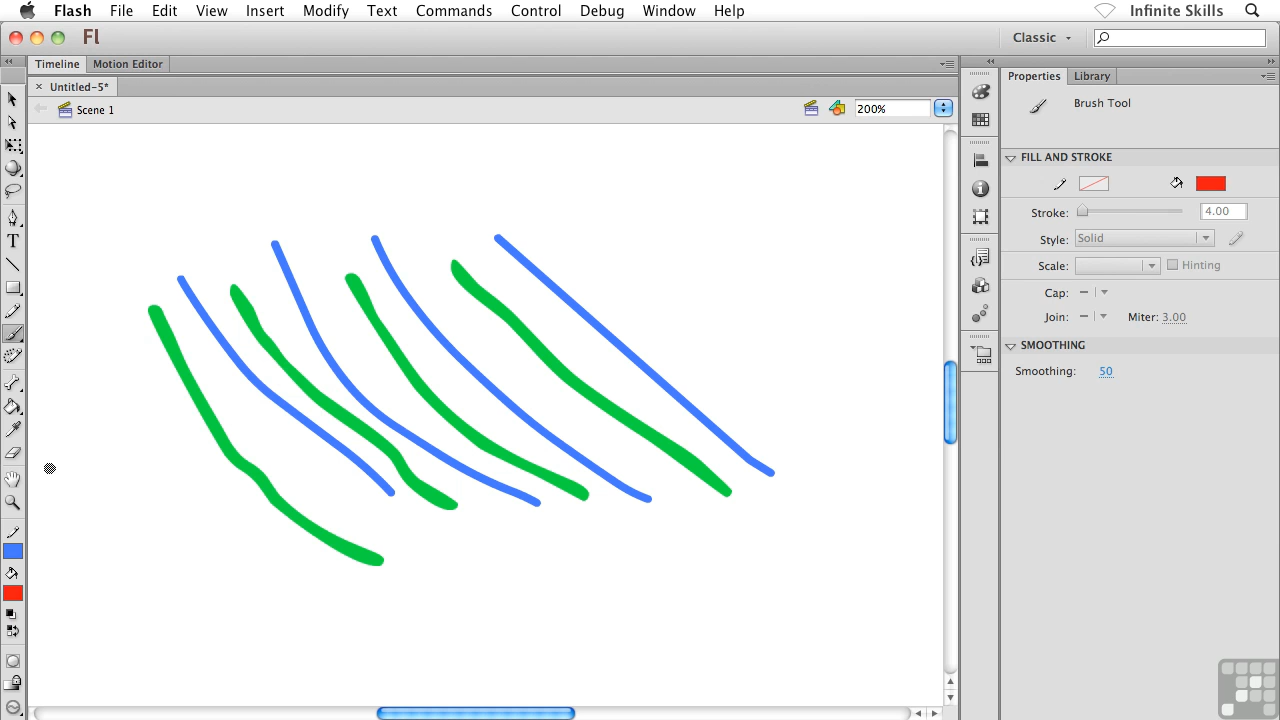 Flash File Edit View Insert Modify Text Commands Control Debug Window Help Infinite Skills
Fl Classic
Timeline Motion Editor
Untitled-5*
Scene 1 200%
T
Properties Library
Brush Tool
FILL AND STROKE
Stroke: 4.00
Style: Solid
Scale: Hinting
Cap:
Join: Miter: 3.00
SMOOTHING
Smoothing: 50